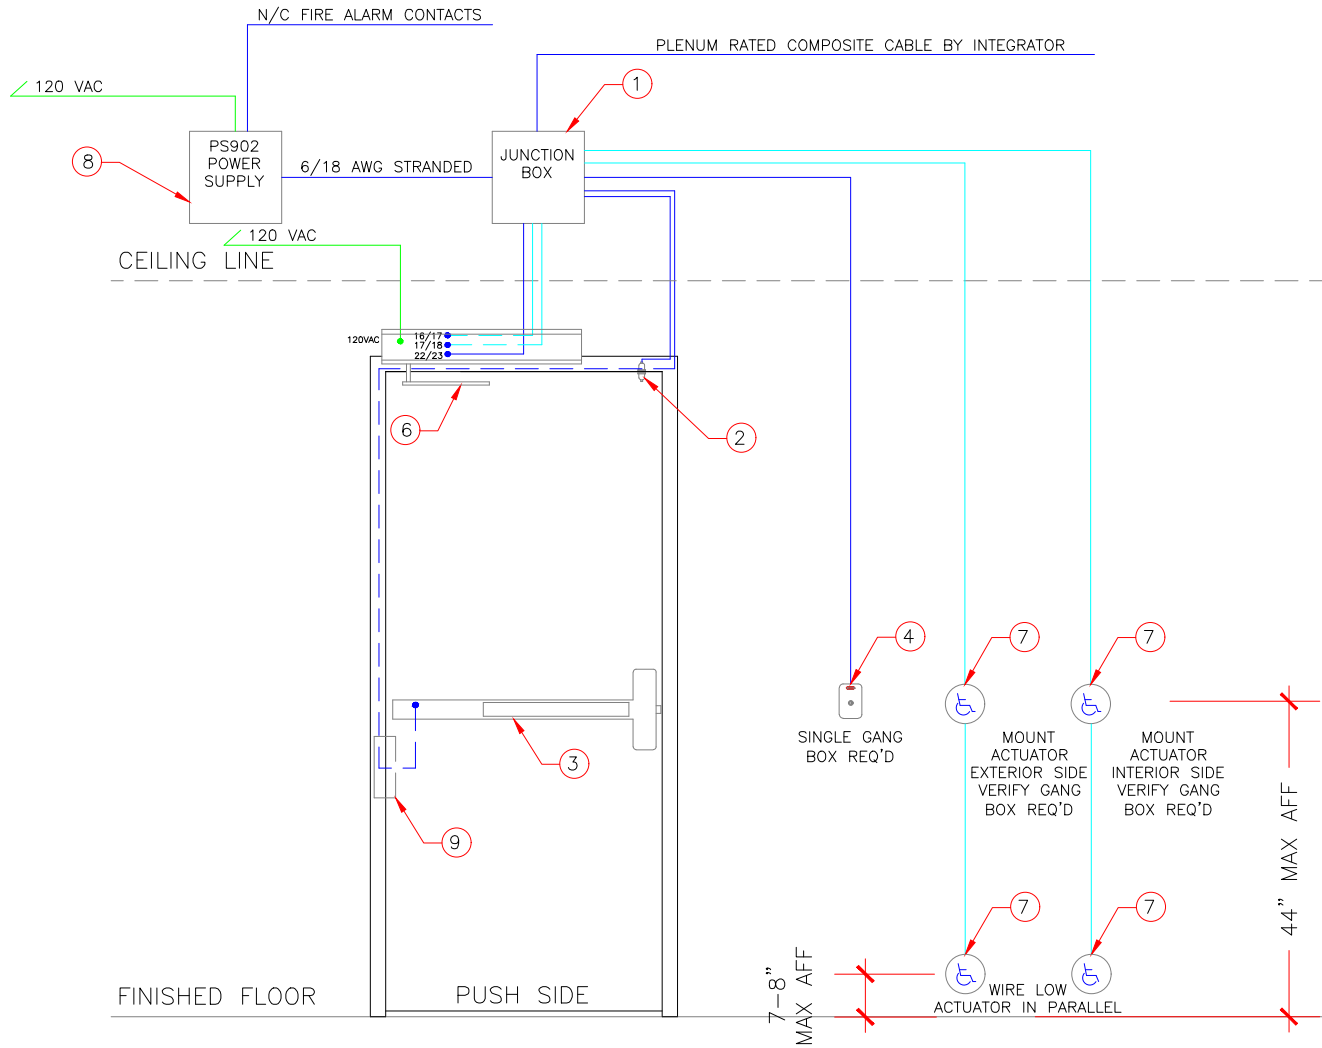 N/C FIRE ALARM CONTACTS
PLENUM RATED COMPOSITE CABLE BY INTEGRATOR
120 VAC
1
PS902
POWER
SUPPLY
8
6/18 AWG STRANDED
JUNCTION
BOX
120 VAC
CEILING LINE
120VAC
16/17
17/18
22/23
6
2
4
7
7
SINGLE GANG
BOX REQ'D
MOUNT
ACTUATOR
EXTERIOR SIDE
VERIFY GANG
BOX REQ'D
MOUNT
ACTUATOR
INTERIOR SIDE
VERIFY GANG
BOX REQ'D
3
9
44" MAX AFF
7
7
7-8"
MAX AFF
WIRE LOW
ACTUATOR IN PARALLEL
FINISHED FLOOR
PUSH SIDE